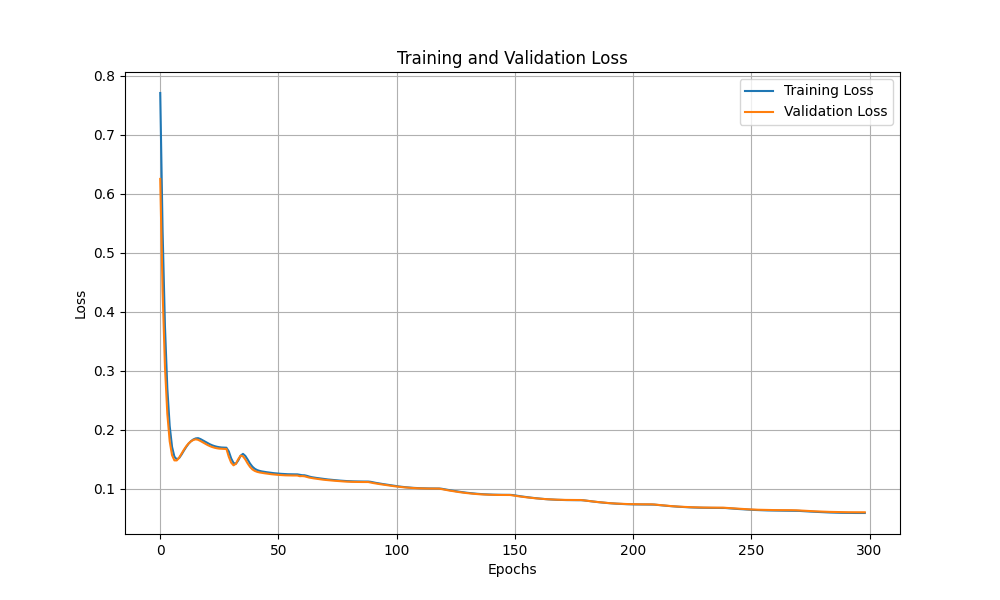 Training and Validation Loss
Training Loss
Validation Loss
0.8
0.7
0.6
0.5
0.4
0.3
0.2
0.1
Loss
0 50 100 150 200 250 300
Epochs